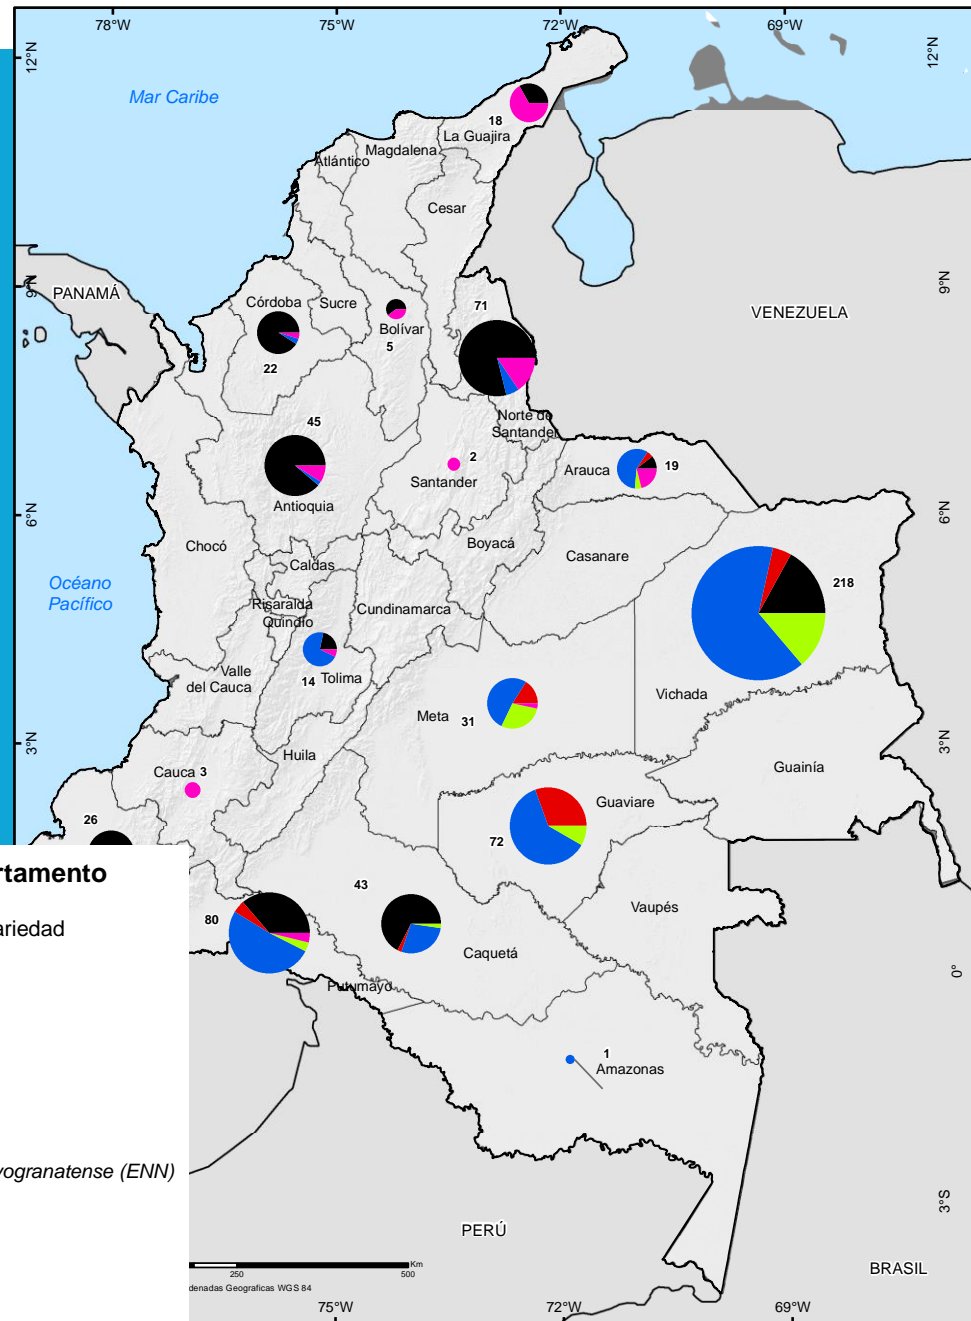 78°W 75°W 72°W 69°W
12°N
12°N
Mar Caribe
18
La Guajira
Magdalena
Atlántico
Cesar
9°N
9°N
PANAMÁ
VENEZUELA
Córdoba
Sucre
71
Bolívar
5
22
45
Norte de
Santander
2
Santander
Arauca
19
Antioquia
6°N
6°N
Chocó
Boyacá
Casanare
Caldas
Océano
Pacífico
218
Risaralda
Cundinamarca
Quindío
Valle
del Cauca
14
Tolima
Vichada
Meta
31
3°N
3°N
Huila
Guainía
Cauca
3
Guaviare
26
72
rtamento
43
Vaupés
80
ariedad
Caquetá
0°
Putumayo
1
Amazonas
vogranatense (ENN)
3°S
PERÚ
BRASIL
Km
250
500
denadas Geograficas WGS 84
75°W 72°W 69°W